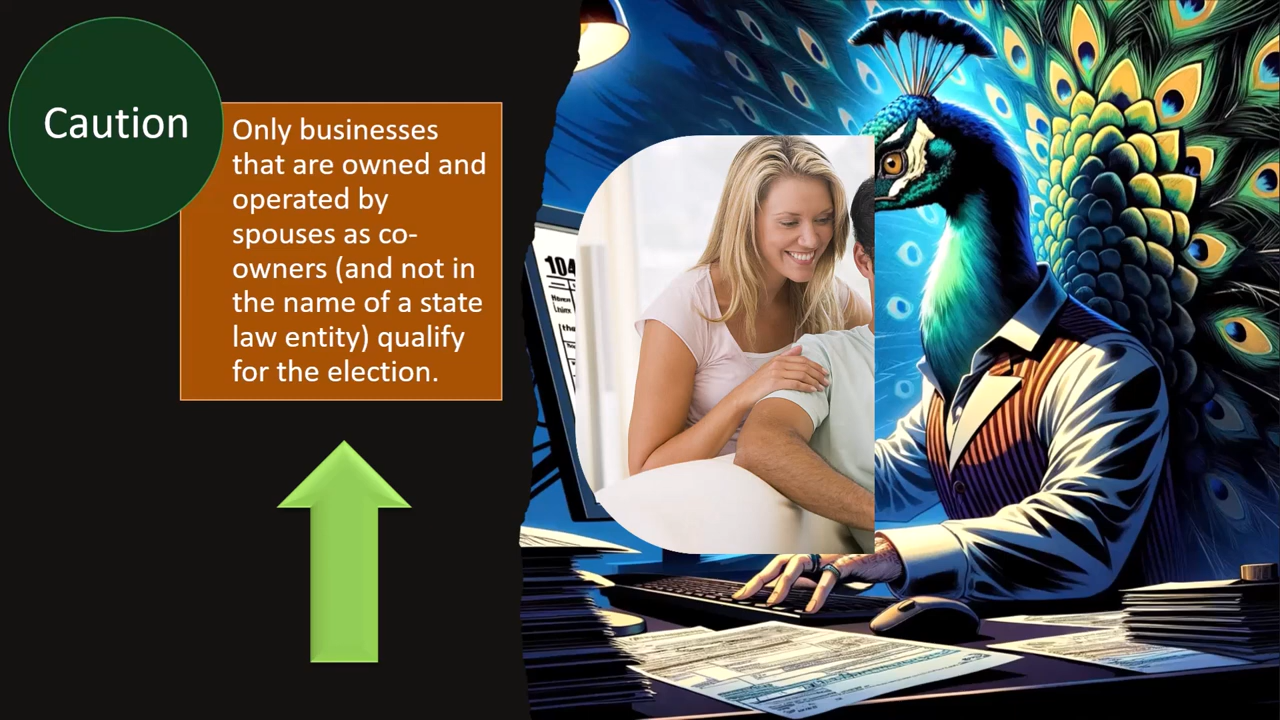 Caution
Only businesses
that are owned and
operated by
spouses as co-
owners (and not in
the name of a state
law entity) qualify
for the election.
104